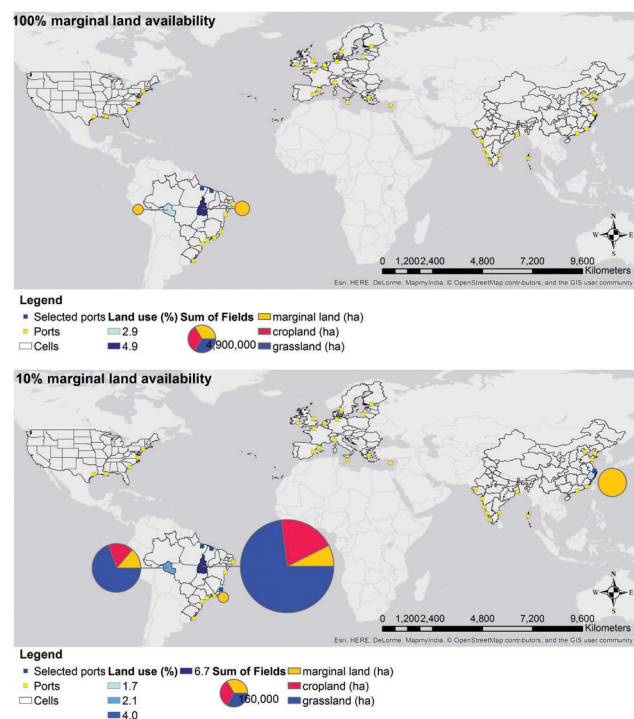 100% marginal land availability
N
W E
S
0 1,200 2,400 4,800 7,200 9,600
Kilometers
Esri, HERE, DeLorme, MapmyIndia, © OpenStreetMap contributors, and the GIS user community
Legend
Selected ports Land use (%) Sum of Fields marginal land (ha)
Ports 2.9 cropland (ha)
Cells 4.9 4,900,000 grassland (ha)
10% marginal land availability
N
W E
S
0 1,200 2,400 4,800 7,200 9,600
Kilometers
Esri, HERE, DeLorme, MapmyIndia, © OpenStreetMap contributors, and the GIS user community
Legend
Selected ports Land use (%) 6.7 Sum of Fields marginal land (ha)
Ports 1.7 cropland (ha)
Cells 2.1 160,000 grassland (ha)
4.0